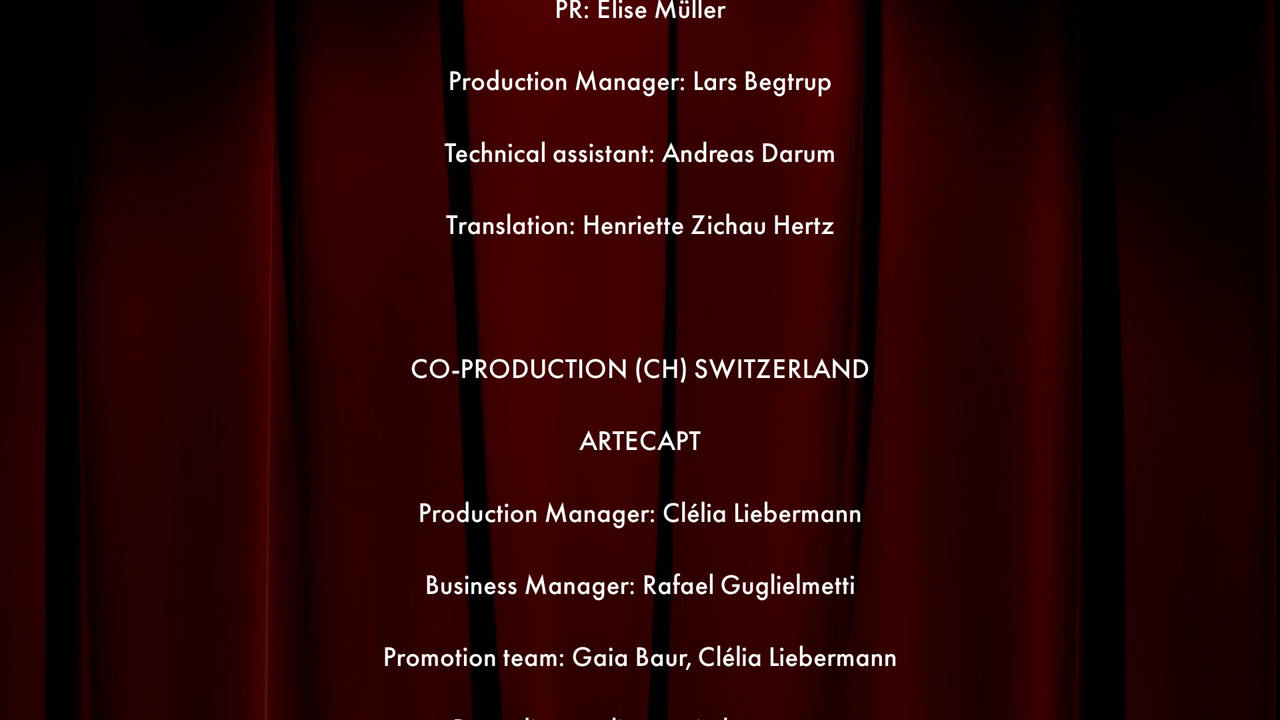 PR: Elise Müller
Production Manager: Lars Begtrup
Technical assistant: Andreas Darum
Translation: Henriette Zichau Hertz
CO-PRODUCTION (CH) SWITZERLAND
ARTECAPT
Production Manager: Clélia Liebermann
Business Manager: Rafael Guglielmetti
Promotion team: Gaia Baur, Clélia Liebermann